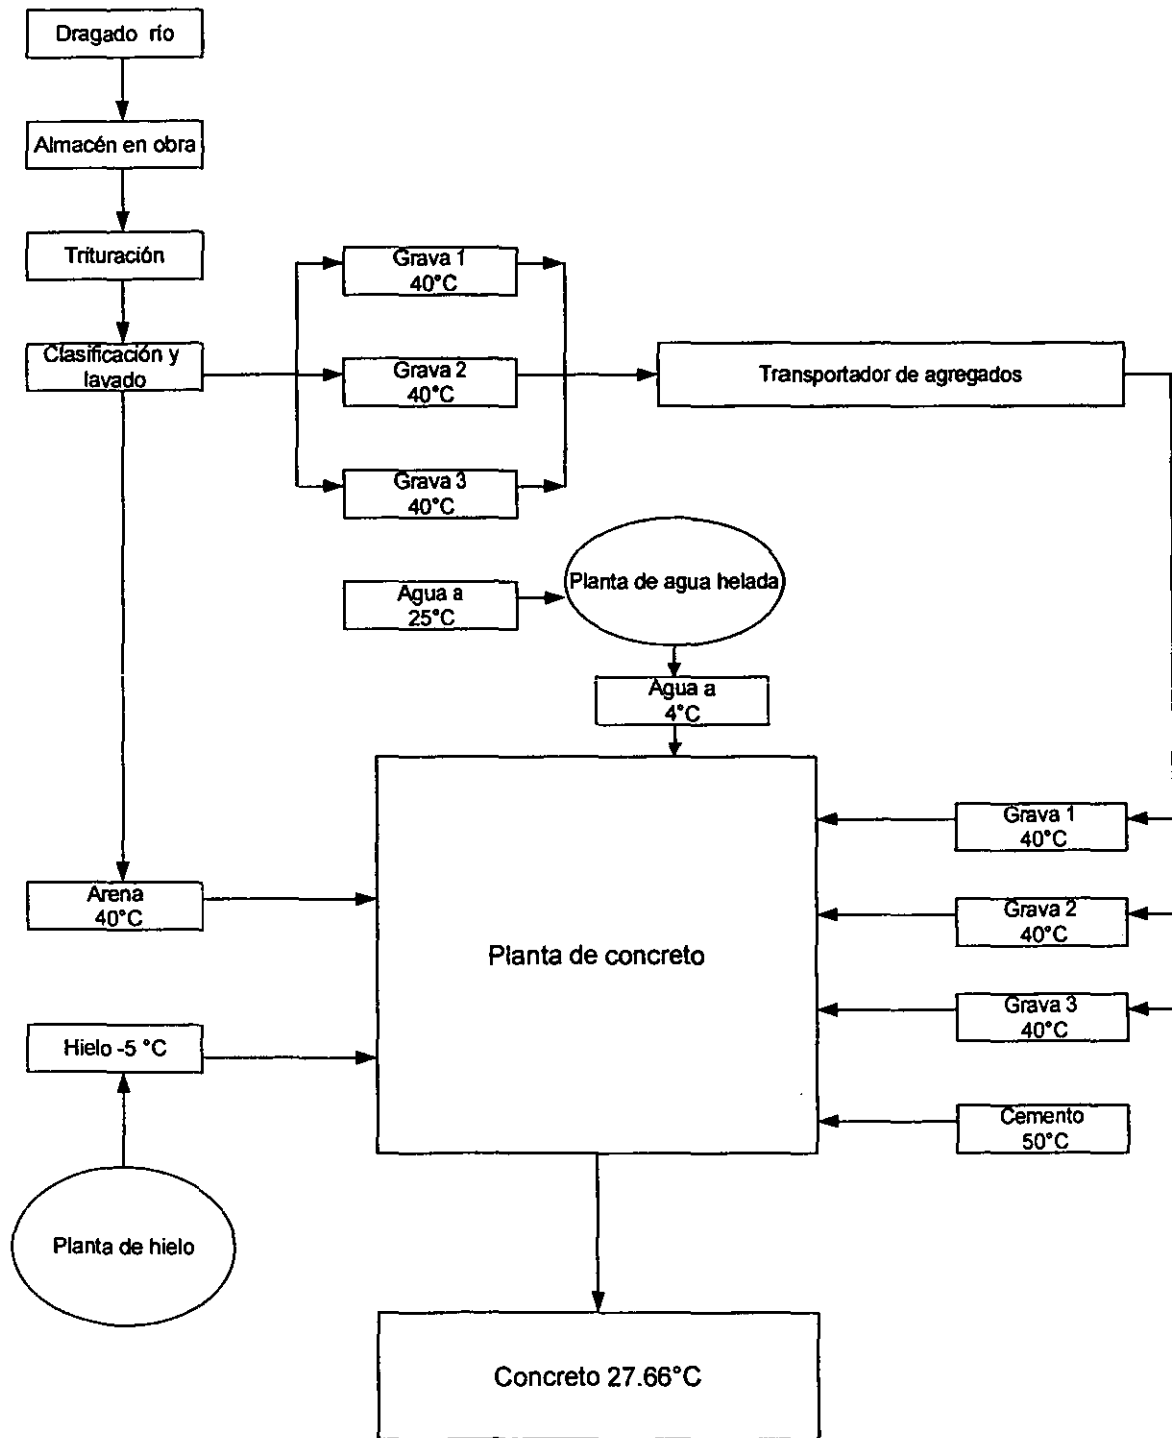 Dragado río
Almacén en obra
Trituración
Clasificación y
lavado
Grava 1
40°C
Grava 2
40°C
Grava 3
40°C
Transportador de agregados
Agua a
25°C
Planta de agua helada
Agua a
4°C
Planta de concreto
Arena
40°C
Hielo -5 °C
Planta de hielo
Grava 1
40°C
Grava 2
40°C
Grava 3
40°C
Cemento
50°C
Concreto 27.66°C